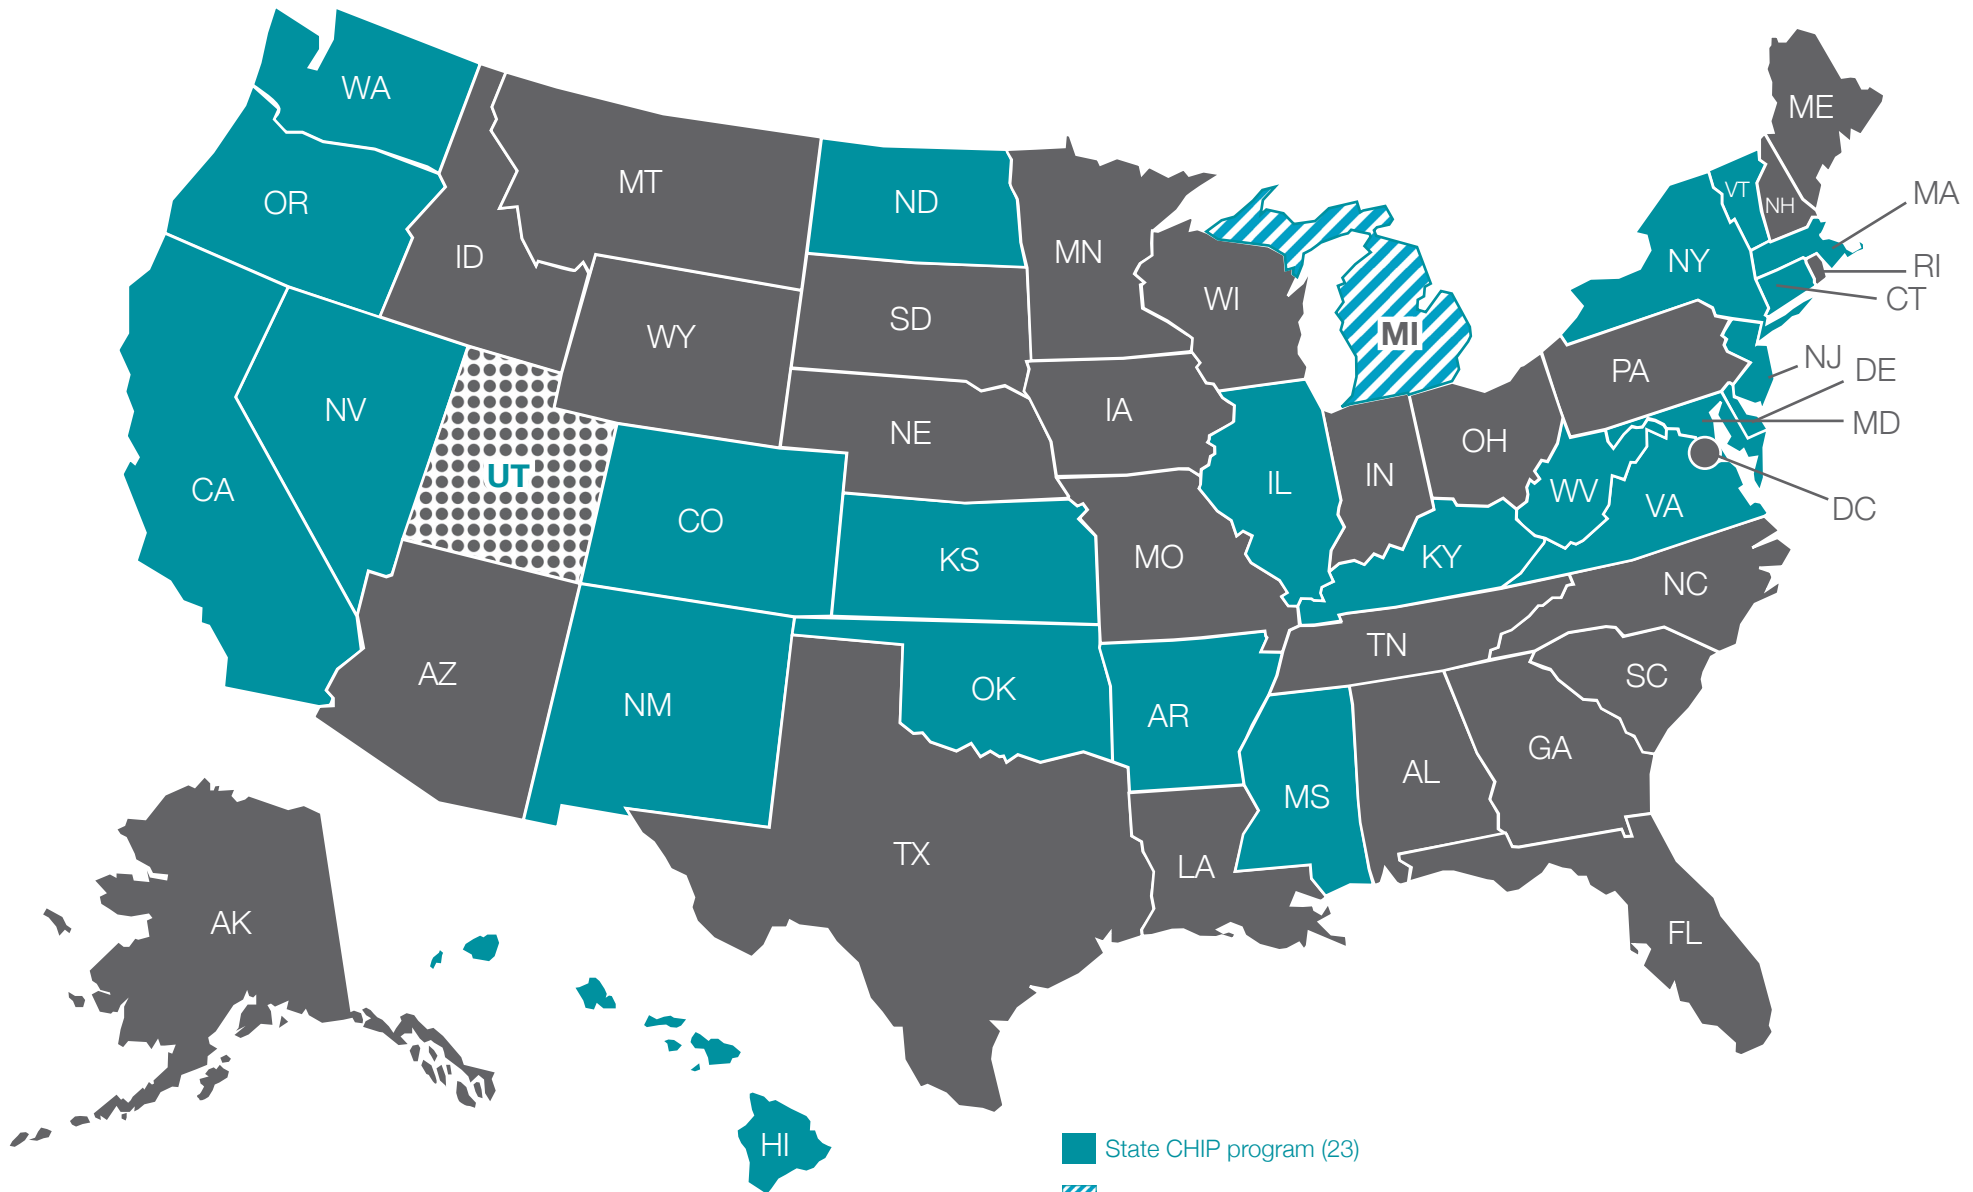 WA
ME
MT
ND
VT
MA
OR
NH
MN
ID
NY
RI
WI
CT
SD
WY
MI
NJ
PA
DE
NV
IA
NE
MD
OH
UT
IN
IL
CA
WV
VA
DC
CO
KS
MO
KY
NC
TN
AZ
SC
NM
OK
AR
GA
AL
MS
TX
LA
AK
FL
HI
State CHIP program (23)